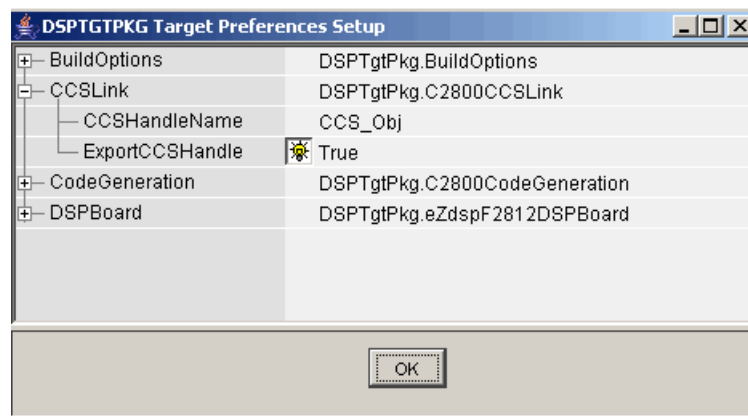 DSPTGTPKG Target Preferences Setup
BuildOptions DSPTgtPkg.BuildOptions
CCSLink DSPTgtPkg.C2800CCSLink
CCSHandleName CCS_Obj
ExportCCSHandle True
CodeGeneration DSPTgtPkg.C2800CodeGeneration
DSPBoard DSPTgtPkg.eZdspF2812DSPBoard
OK